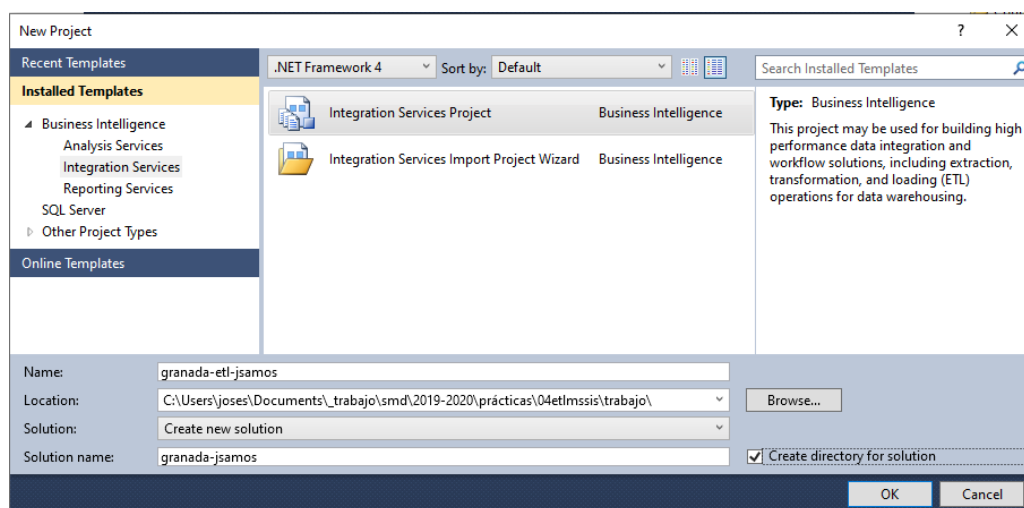 New Project
?
Recent Templates
Installed Templates
Business Intelligence
Analysis Services
Integration Services
Reporting Services
SQL Server
Other Project Types
Online Templates
.NET Framework 4
Sort by:
Default
Integration Services Project
Business Intelligence
Integration Services Import Project Wizard
Business Intelligence
Search Installed Templates
Type: Business Intelligence
This project may be used for building high
performance data integration and
workflow solutions, including extraction,
transformation, and loading (ETL)
operations for data warehousing.
Name:
granada-etl-jsamos
Location:
C:\Users\joses\Documents\_trabajo\smd\2019-2020\prácticas\04etlmssis\trabajo\
Browse...
Solution:
Create new solution
Solution name:
granada-jsamos
Create directory for solution
OK
Cancel